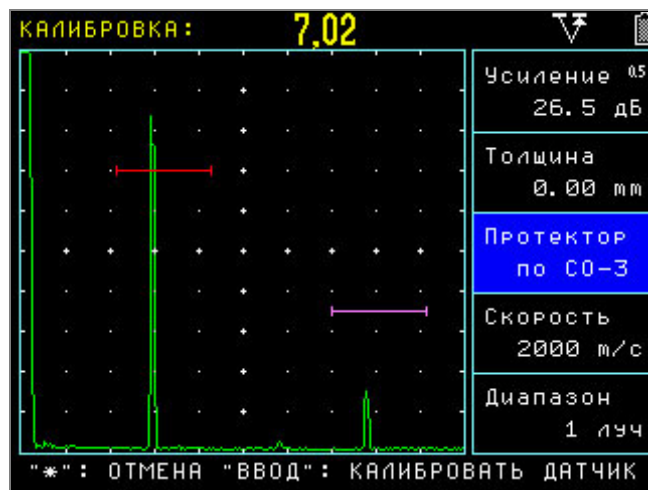 КАЛИБРОВКА: 7,02
Усиление 0.5
26.5 дБ
Толщина
0.00 mm
Протектор
по СО-3
Скорость
2000 m/c
Диапазон
1 луч
"*": ОТМЕНА "ВВОД": КАЛИБРОВАТЬ ДАТЧИК